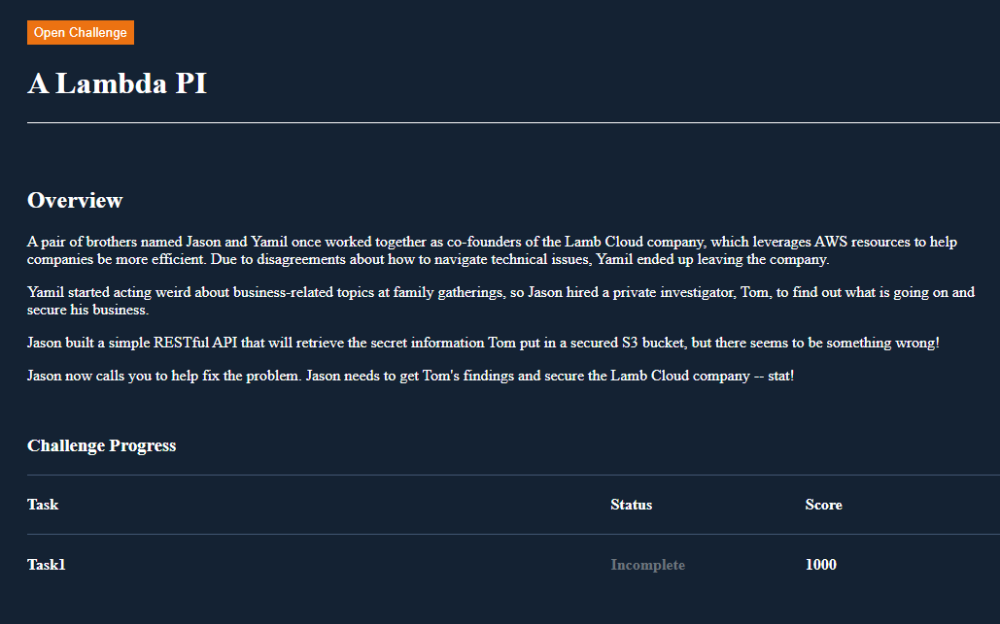 Open Challenge
A Lambda PI
Overview
A pair of brothers named Jason and Yamil once worked together as co-founders of the Lamb Cloud company, which leverages AWS resources to help
companies be more efficient. Due to disagreements about how to navigate technical issues, Yamil ended up leaving the company.
Yamil started acting weird about business-related topics at family gatherings, so Jason hired a private investigator, Tom, to find out what is going on and
secure his business.
Jason built a simple RESTful API that will retrieve the secret information Tom put in a secured S3 bucket, but there seems to be something wrong!
Jason now calls you to help fix the problem. Jason needs to get Tom's findings and secure the Lamb Cloud company -- stat!
Challenge Progress
Task Status Score
Task1 Incomplete 1000